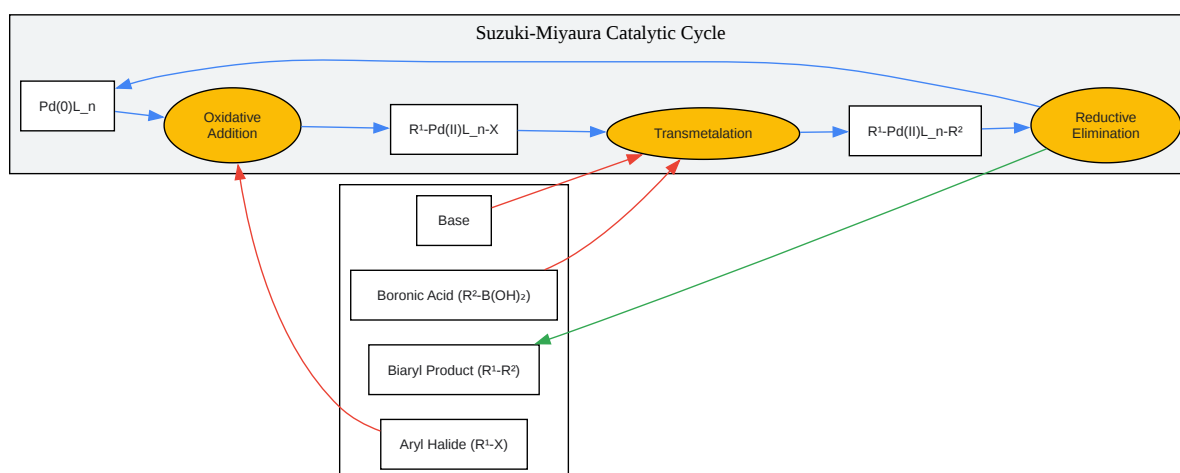 Suzuki-Miyaura Catalytic Cycle
Pd(0)L_n
Oxidative
Addition
R¹-Pd(II)L_n-X
Transmetalation
R¹-Pd(II)L_n-R²
Reductive
Elimination
Base
Boronic Acid (R²-B(OH)₂)
Biaryl Product (R¹-R²)
Aryl Halide (R¹-X)